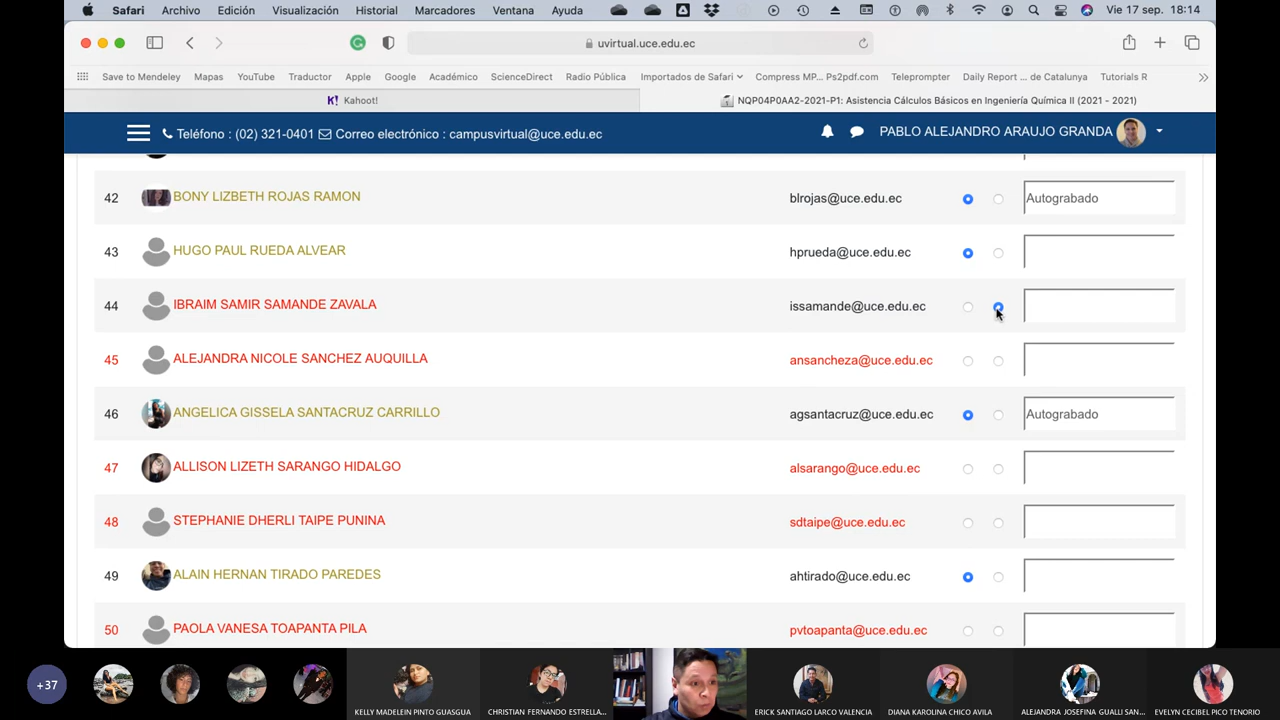 Safari Archivo Edición Visualización Historial Marcadores Ventana Ayuda Vie 17 sep. 18:14
uvirtual.uce.edu.ec
Save to Mendeley Mapas YouTube Traductor Apple Google Académico ScienceDirect Radio Pública Importados de Safari Compress MP... Ps2pdf.com Teleprompter Daily Report ... de Catalunya Tutorials R
K! Kahoot! NQP04P0AA2-2021-P1: Asistencia Cálculos Básicos en Ingeniería Química II (2021 - 2021)
Teléfono : (02) 321-0401 Correo electrónico : campusvirtual@uce.edu.ec PABLO ALEJANDRO ARAUJO GRANDA
42 BONY LIZBETH ROJAS RAMON blrojas@uce.edu.ec Autograbado
43 HUGO PAUL RUEDA ALVEAR hprueda@uce.edu.ec
44 IBRAIM SAMIR SAMANDE ZAVALA issamande@uce.edu.ec
45 ALEJANDRA NICOLE SANCHEZ AUQUILLA ansancheza@uce.edu.ec
46 ANGELICA GISSELA SANTACRUZ CARRILLO agsantacruz@uce.edu.ec Autograbado
47 ALLISON LIZETH SARANGO HIDALGO alsarango@uce.edu.ec
48 STEPHANIE DHERLI TAIPE PUNINA sdtaipe@uce.edu.ec
49 ALAIN HERNAN TIRADO PAREDES ahtirado@uce.edu.ec
50 PAOLA VANESA TOAPANTA PILA pvtoapanta@uce.edu.ec
+37
KELLY MADELEIN PINTO GUASGUA CHRISTIAN FERNANDO ESTRELLA... ERICK SANTIAGO LARCO VALENCIA DIANA KAROLINA CHICO AVILA ALEJANDRA JOSEFINA GUALLI SAN... EVELYN CECIBEL PICO TENORIO